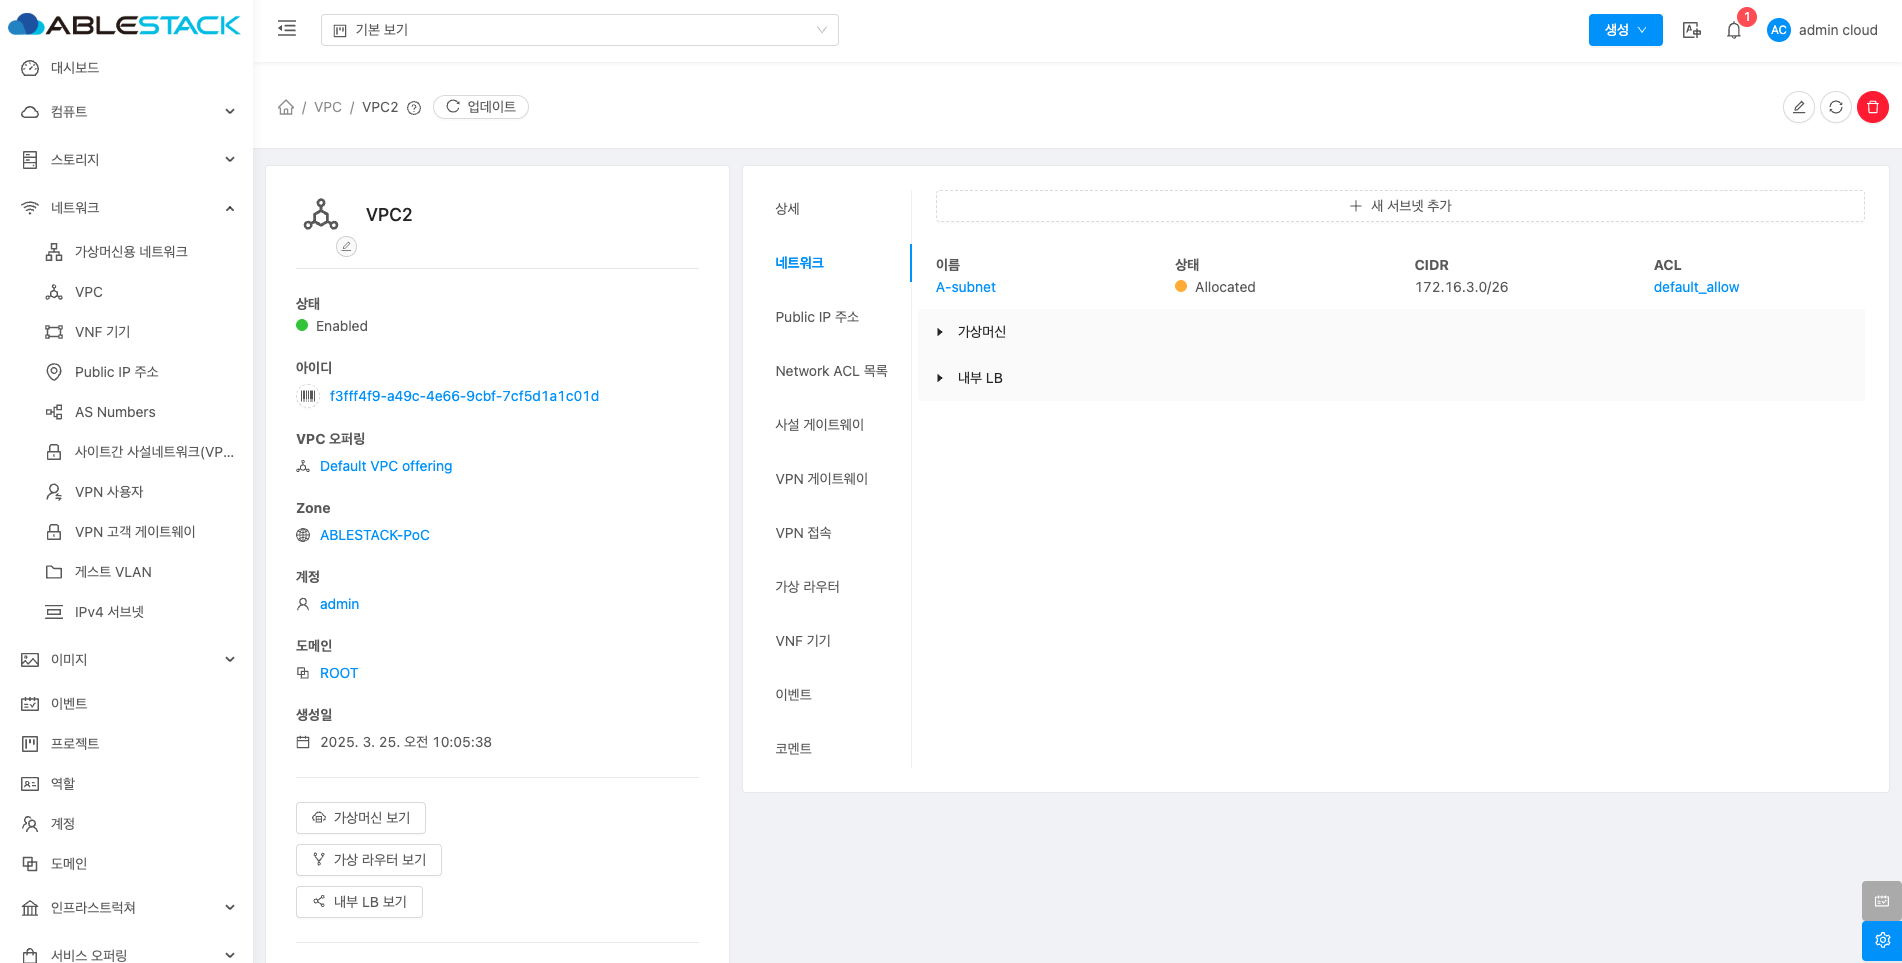 ABLESTACK
기본 보기
생성
1
AC
admin cloud
대시보드
컴퓨트
스토리지
네트워크
가상머신용 네트워크
VPC
VNF 기기
Public IP 주소
AS Numbers
사이트간 사설네트워크(VP...
VPN 사용자
VPN 고객 게이트웨이
게스트 VLAN
IPv4 서브넷
이미지
이벤트
프로젝트
역할
계정
도메인
인프라스트럭쳐
서비스 오퍼링
/ VPC / VPC2
업데이트
VPC2
상태
Enabled
아이디
f3fff4f9-a49c-4e66-9cbf-7cf5d1a1c01d
VPC 오퍼링
Default VPC offering
Zone
ABLESTACK-PoC
계정
admin
도메인
ROOT
생성일
2025. 3. 25. 오전 10:05:38
가상머신 보기
가상 라우터 보기
내부 LB 보기
상세
네트워크
Public IP 주소
Network ACL 목록
사설 게이트웨이
VPN 게이트웨이
VPN 접속
가상 라우터
VNF 기기
이벤트
코멘트
새 서브넷 추가
이름 상태 CIDR ACL
A-subnet Allocated 172.16.3.0/26 default_allow
가상머신
내부 LB